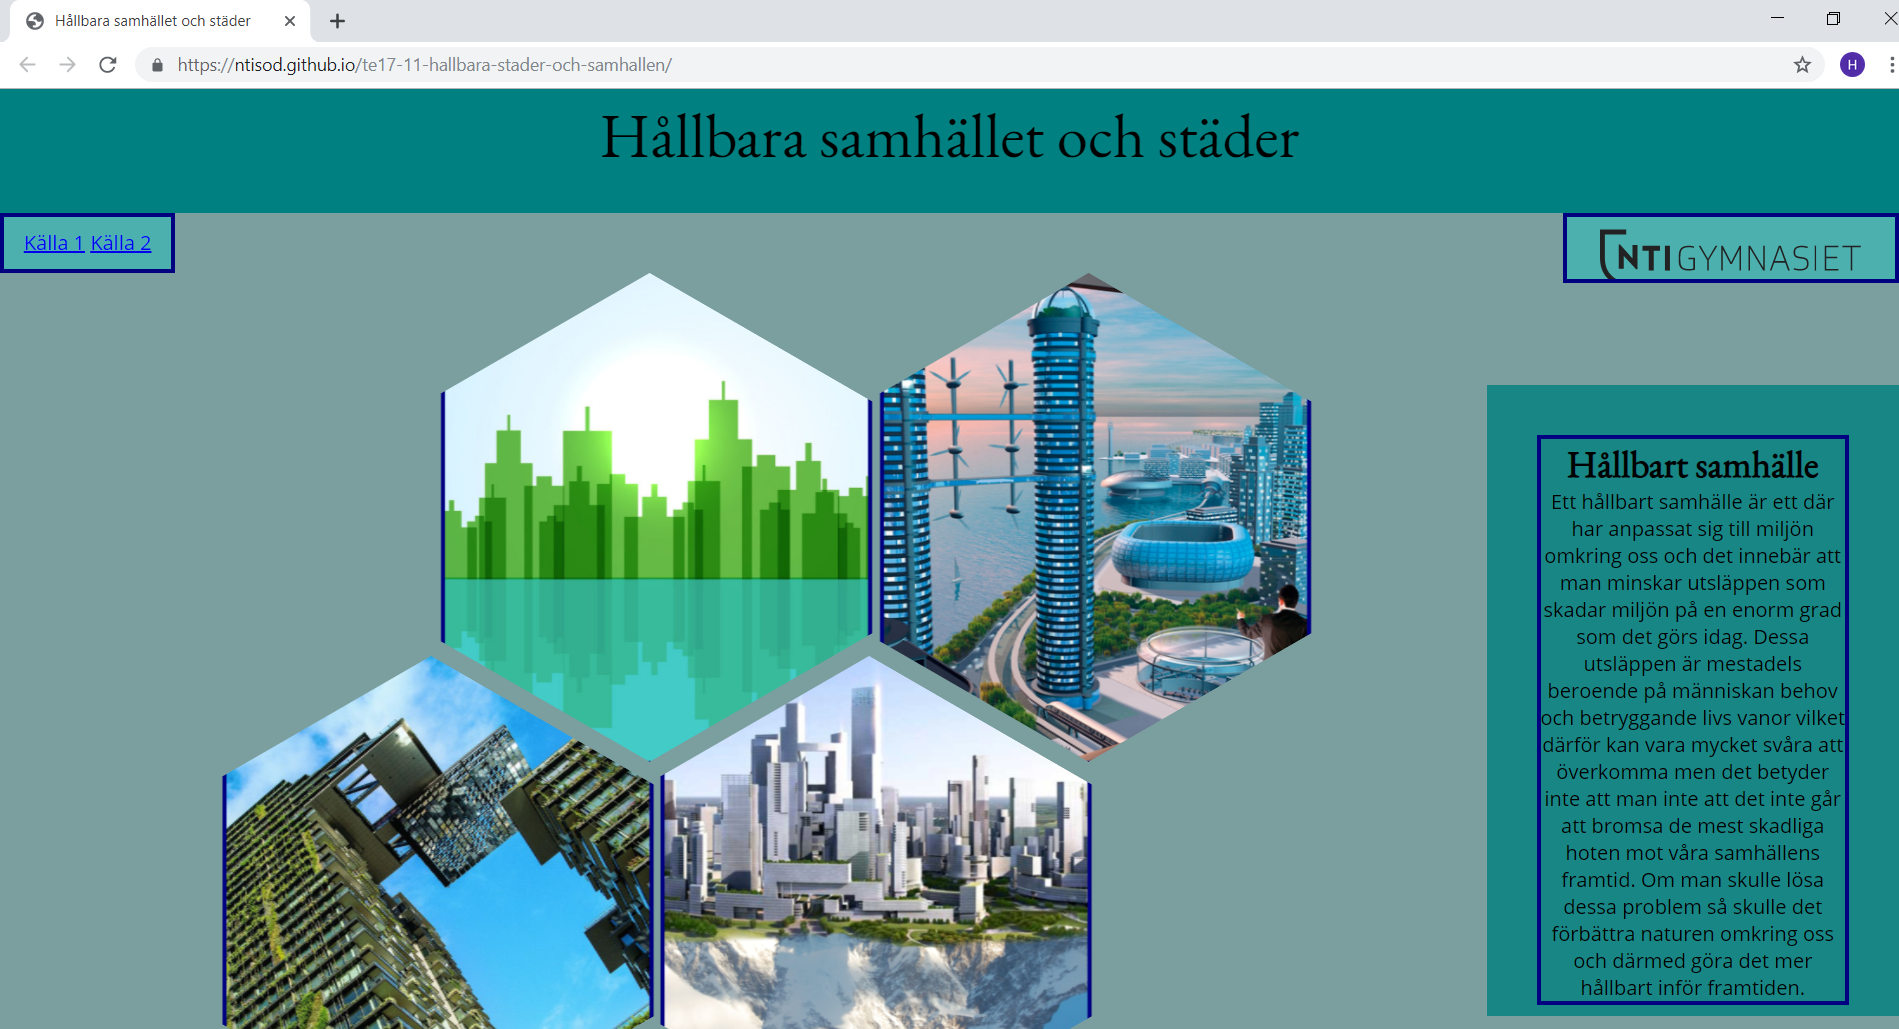 Hållbara samhället och städer
https://ntisod.github.io/te17-11-hallbara-stader-och-samhallen/
H
Hållbara samhället och städer
Källa 1 Källa 2
NTIGYMNASIET
Hållbart samhälle
Ett hållbart samhälle är ett där
har anpassat sig till miljön
omkring oss och det innebär att
man minskar utsläppen som
skadar miljön på en enorm grad
som det görs idag. Dessa
utsläppen är mestadels
beroende på människan behov
och betryggande livs vanor vilket
därför kan vara mycket svåra att
överkomma men det betyder
inte att man inte att det inte går
att bromsa de mest skadliga
hoten mot våra samhällens
framtid. Om man skulle lösa
dessa problem så skulle det
förbättra naturen omkring oss
och därmed göra det mer
hållbart inför framtiden.